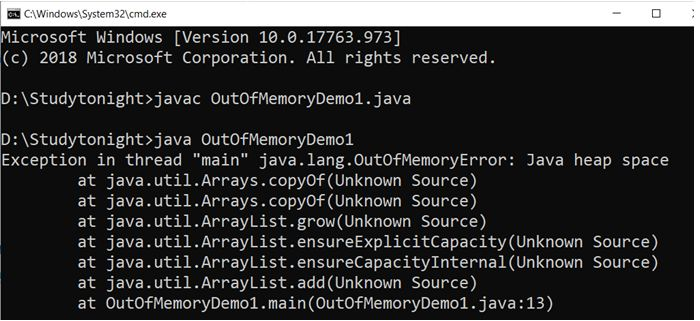 C:\Windows\System32\cmd.exe
Microsoft Windows [Version 10.0.17763.973]
(c) 2018 Microsoft Corporation. All rights reserved.
D:\Studytonight>javac OutOfMemoryDemo1.java
D:\Studytonight>java OutOfMemoryDemo1
Exception in thread "main" java.lang.OutOfMemoryError: Java heap space
at java.util.Arrays.copyOf(Unknown Source)
at java.util.Arrays.copyOf(Unknown Source)
at java.util.ArrayList.grow(Unknown Source)
at java.util.ArrayList.ensureExplicitCapacity(Unknown Source)
at java.util.ArrayList.ensureCapacityInternal(Unknown Source)
at java.util.ArrayList.add(Unknown Source)
at OutOfMemoryDemo1.main(OutOfMemoryDemo1.java:13)